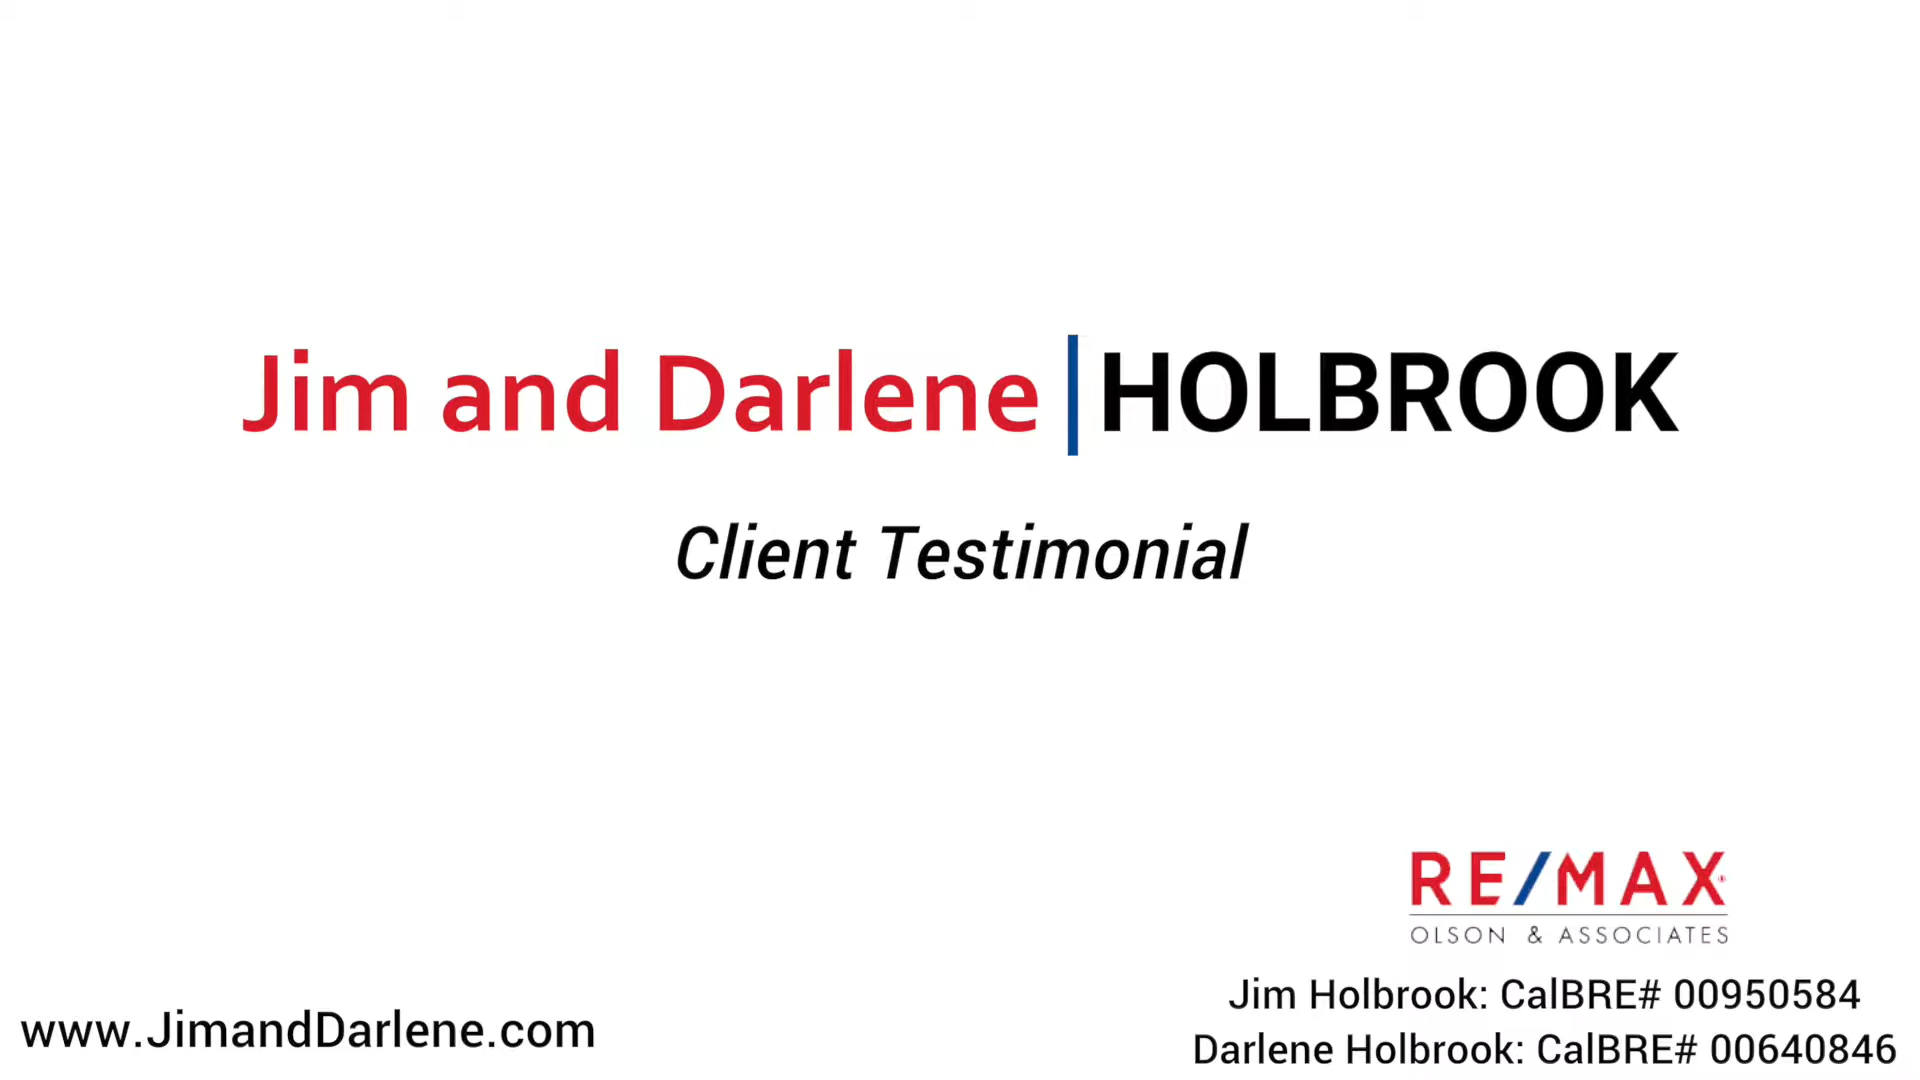 Jim and Darlene | HOLBROOK
Client Testimonial
RE/MAX®
OLSON & ASSOCIATES
Jim Holbrook: CalBRE# 00950584
Darlene Holbrook: CalBRE# 00640846
www.JimandDarlene.com